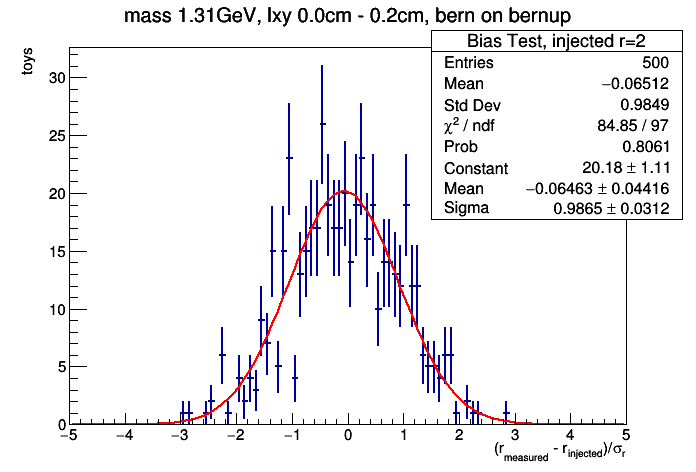 mass 1.31GeV, lxy 0.0cm - 0.2cm, bern on bernup
Bias Test, injected r=2
Entries 500
Mean −0.06512
Std Dev 0.9849
χ² / ndf 84.85 / 97
Prob 0.8061
Constant 20.18 ± 1.11
Mean −0.06463 ± 0.04416
Sigma 0.9865 ± 0.0312
toys
30
25
20
15
10
5
0
−5 −4 −3 −2 −1 0 1 2 3 4 5
(r_measured - r_injected)/σ_r